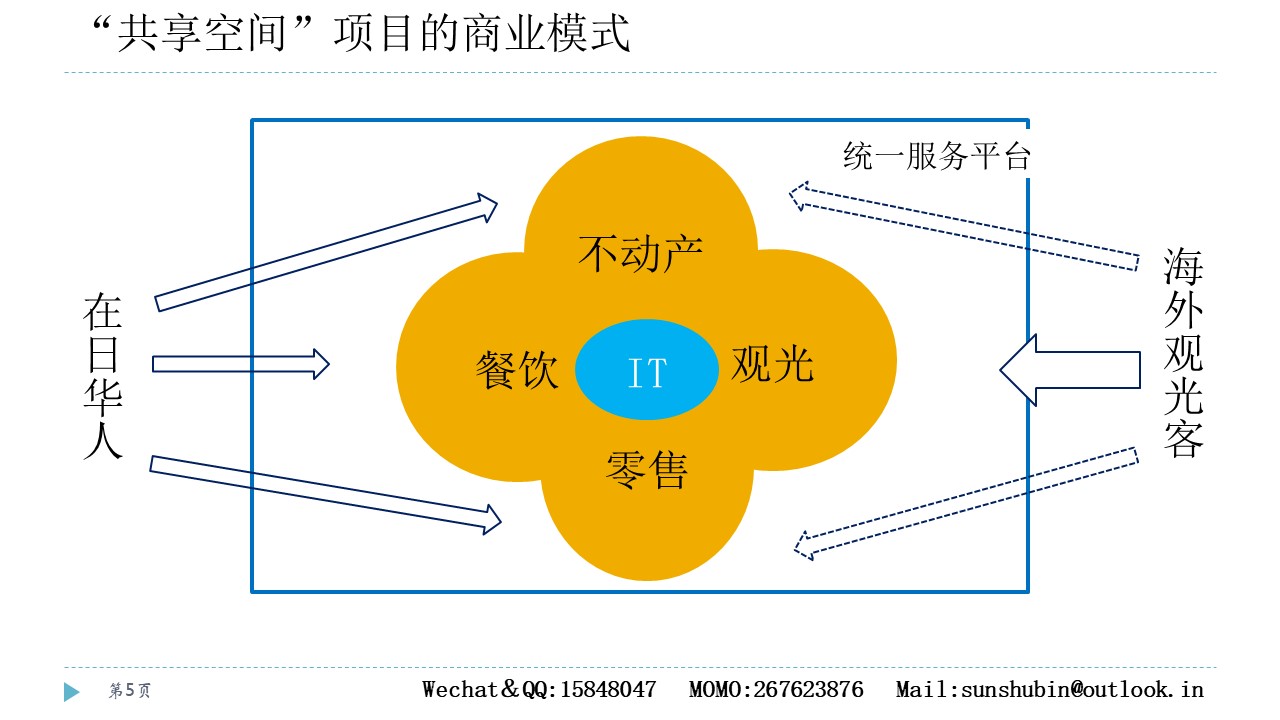 “共享空间”项目的商业模式
统一服务平台
不动产
餐饮
IT
观光
零售
在日华人
海外观光客
第5页
Wechat＆QQ:15848047 MOMO:267623876 Mail:sunshubin@outlook.in